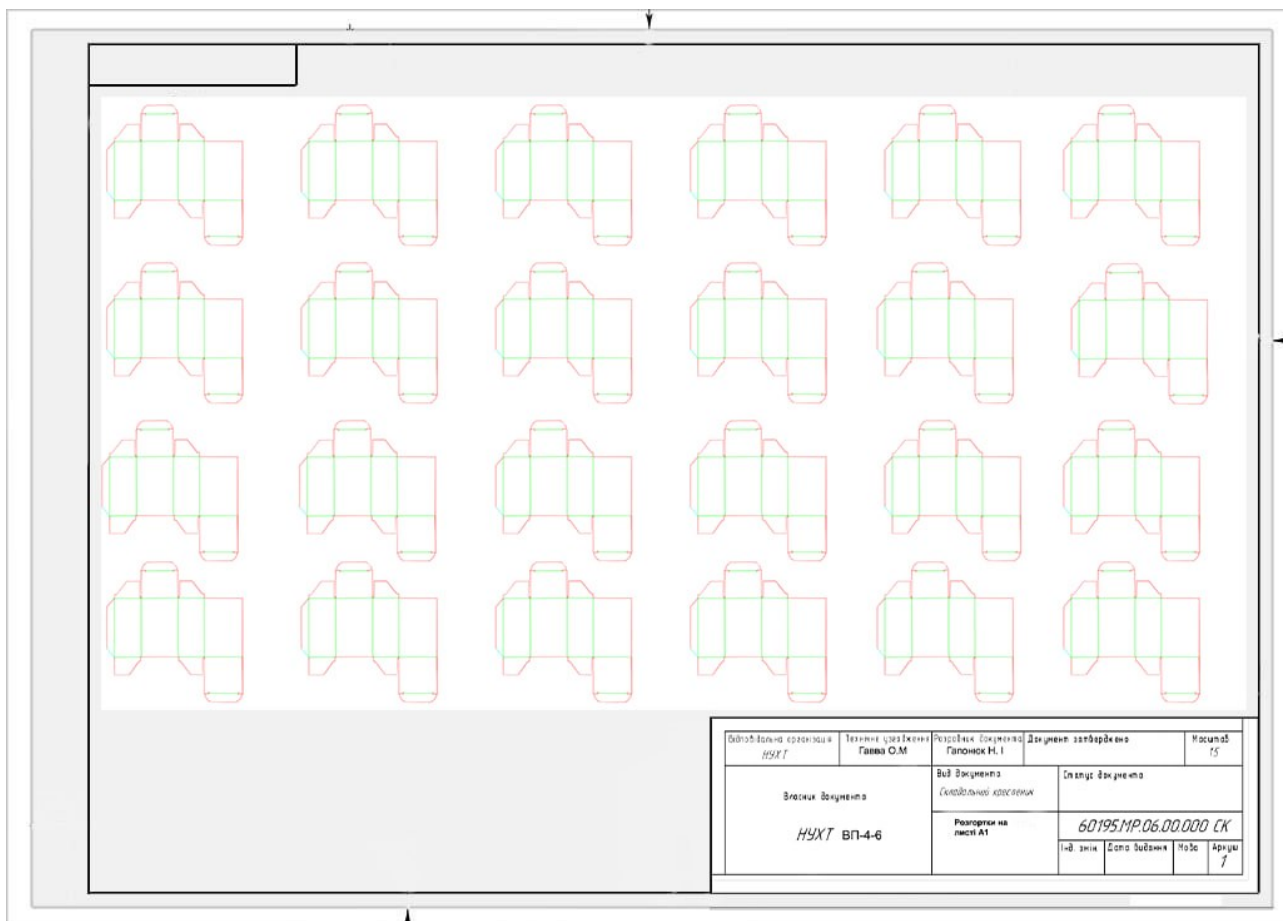 Відповідальна організація
НУХТ
Технічне узгодження
Гавва О.М
Розробник документа
Гапонюк Н. І
Документ затверджено
Масштаб
1:5
Власник документа
НУХТ ВП-4-6
Вид документа
Складальний кресленик
Розгортки на
листі А1
Статус документа
60195.МР.06.00.000 СК
Інд. змін
Дата видання
Мова
Аркуш
1